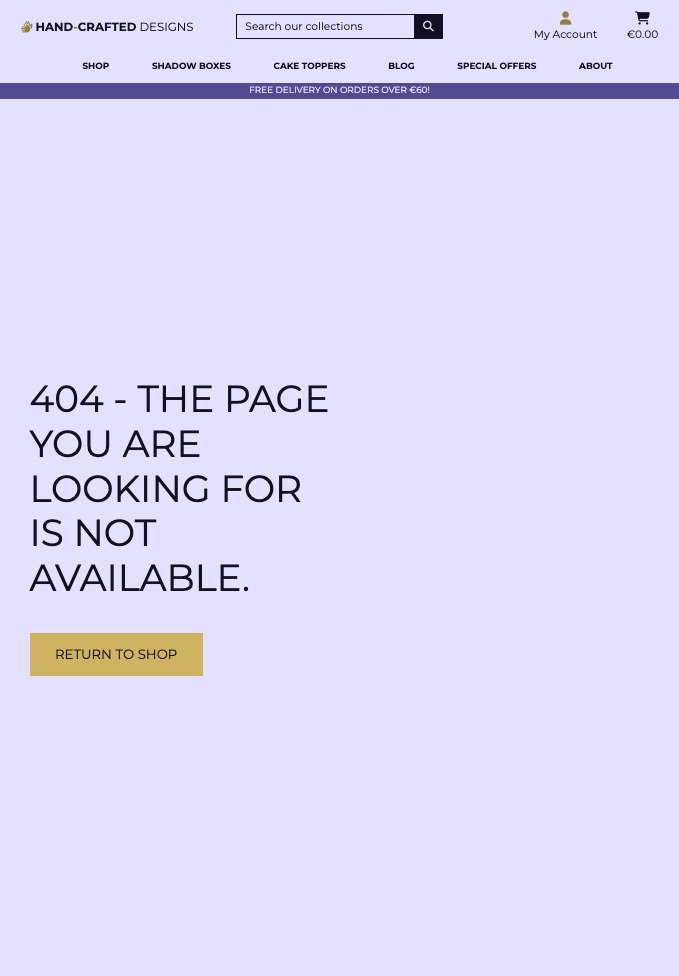 HAND-CRAFTED DESIGNS
Search our collections
My Account
€0.00
SHOP
SHADOW BOXES
CAKE TOPPERS
BLOG
SPECIAL OFFERS
ABOUT
FREE DELIVERY ON ORDERS OVER €60!
404 - THE PAGE
YOU ARE
LOOKING FOR
IS NOT
AVAILABLE.
RETURN TO SHOP